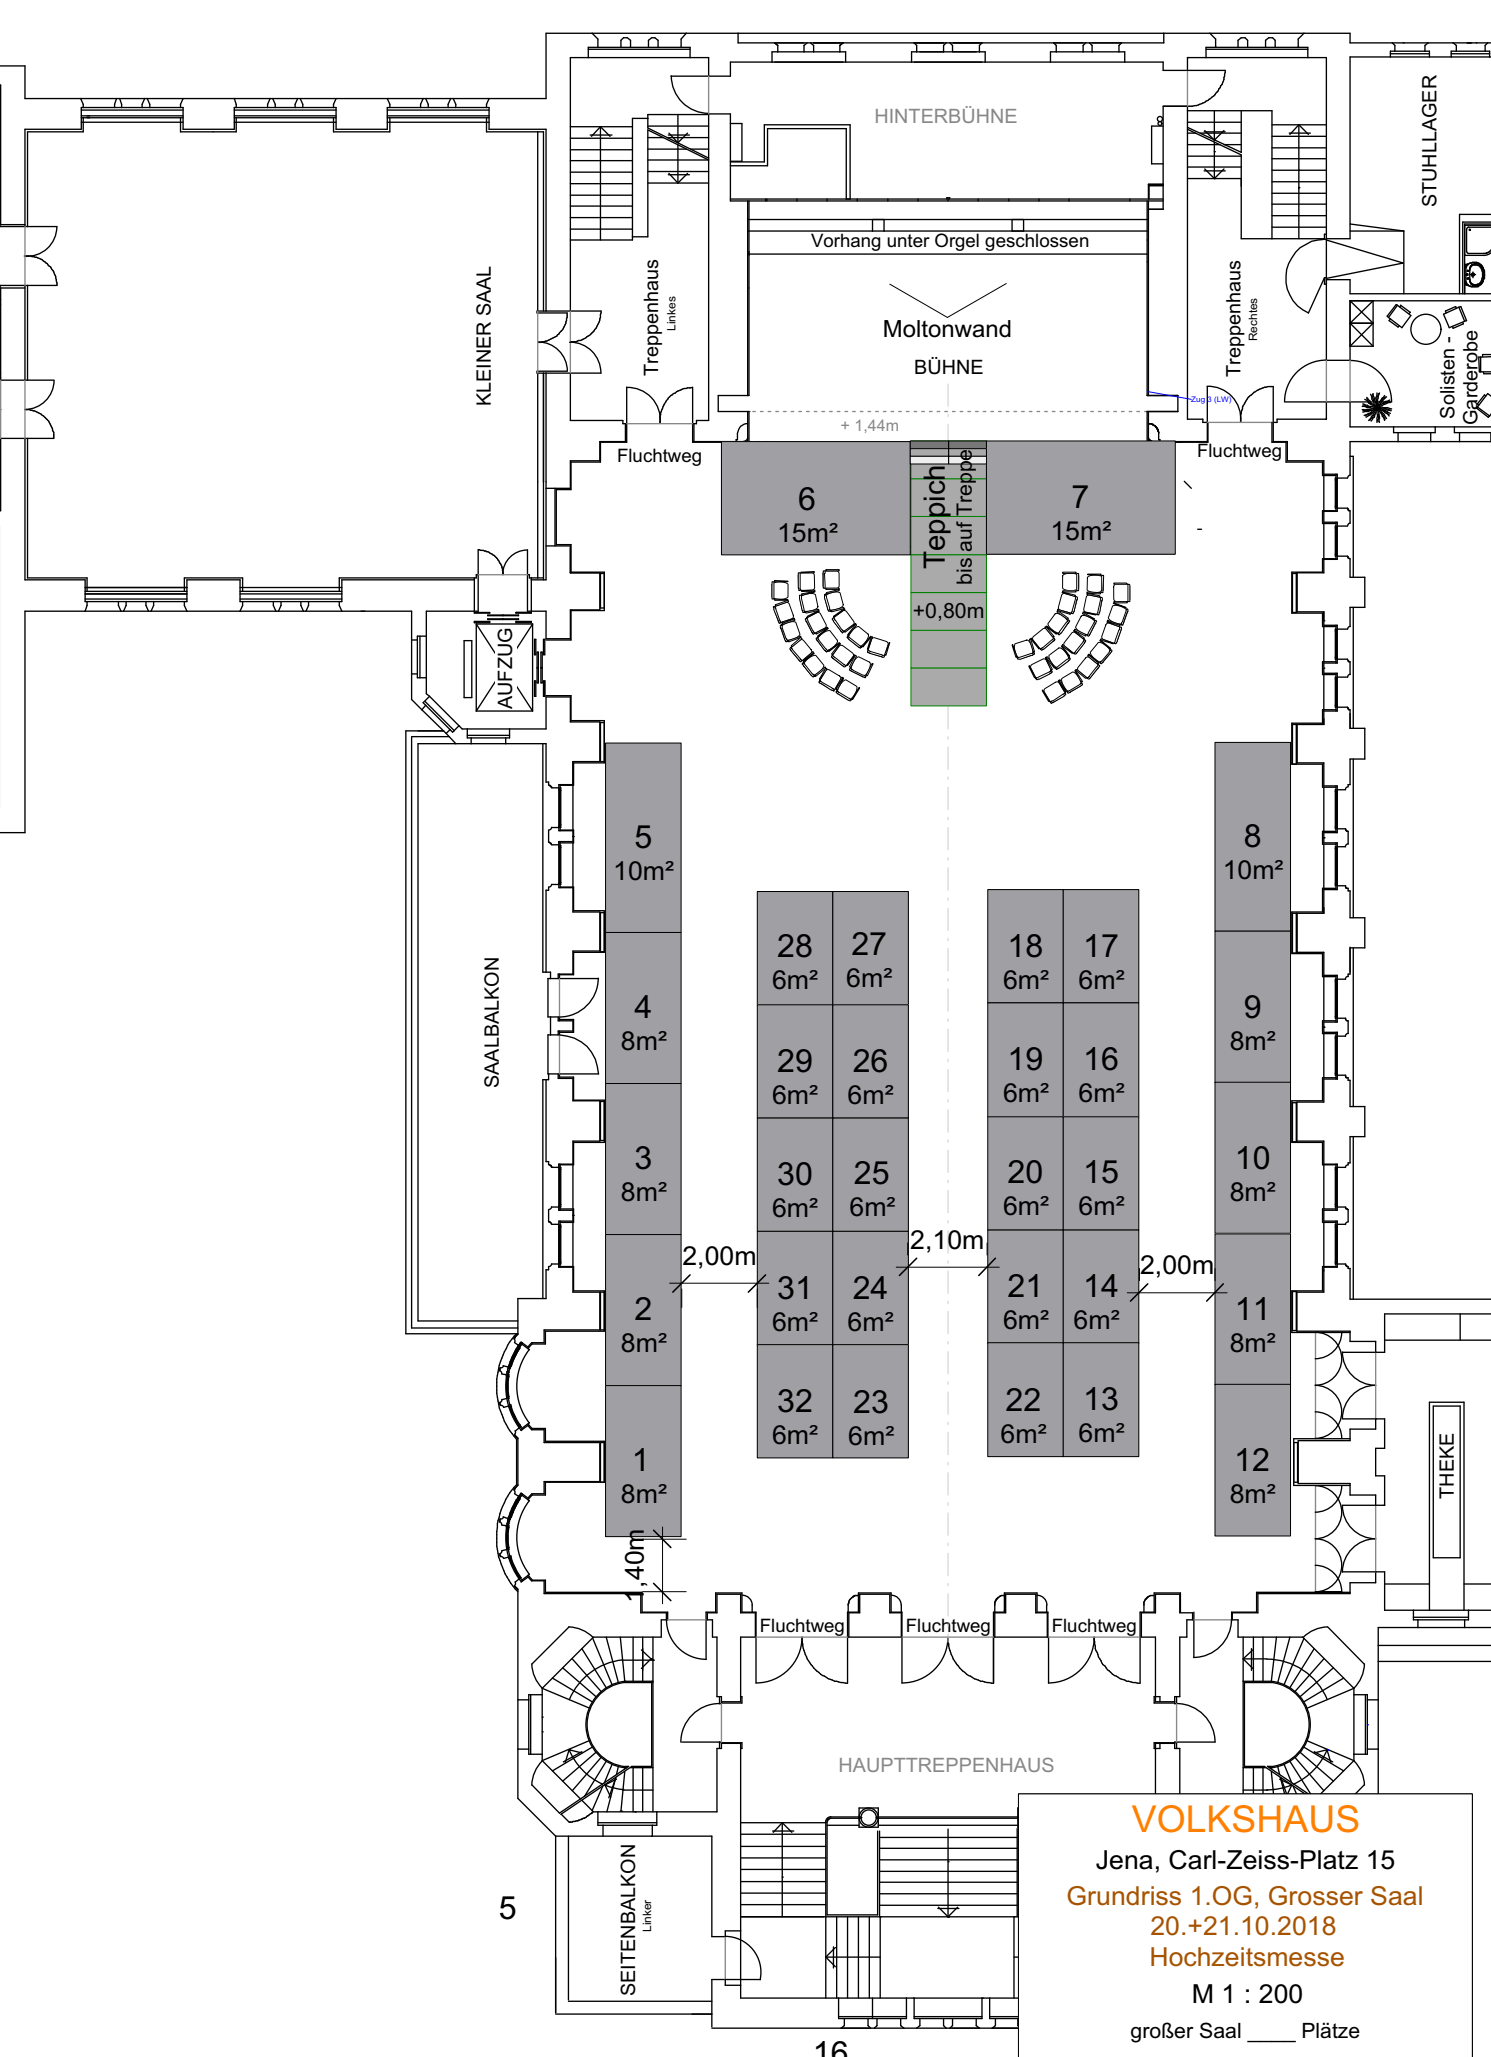 HINTERBÜHNE
STUHLLAGER
Vorhang unter Orgel geschlossen
KLEINER SAAL
Treppenhaus
Linkes
Moltonwand
BÜHNE
Treppenhaus
Rechtes
Solisten -
Garderobe
Zug 3 (LW)
+ 1,44m
Fluchtweg
Fluchtweg
6
15m²
Teppich
bis auf Treppe
7
15m²
+0,80m
AUFZUG
5
10m²
8
10m²
28
6m²
27
6m²
18
6m²
17
6m²
SAALBALKON
4
8m²
9
8m²
29
6m²
26
6m²
19
6m²
16
6m²
3
8m²
10
8m²
30
6m²
25
6m²
20
6m²
15
6m²
2,00m
2,10m
2,00m
2
8m²
31
6m²
24
6m²
21
6m²
14
6m²
11
8m²
32
6m²
23
6m²
22
6m²
13
6m²
1
8m²
12
8m²
THEKE
,40m
Fluchtweg
Fluchtweg
Fluchtweg
HAUPTTREPPENHAUS
SEITENBALKON
Linker
5
16
VOLKSHAUS
Jena, Carl-Zeiss-Platz 15
Grundriss 1.OG, Grosser Saal
20.+21.10.2018
Hochzeitsmesse
M 1 : 200
großer Saal ____ Plätze